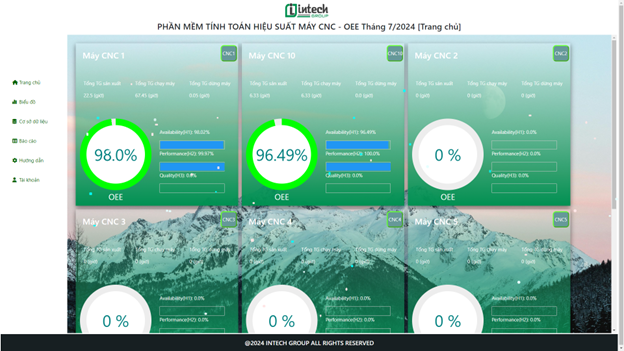 intech
GROUP
PHẦN MỀM TÍNH TOÁN HIỆU SUẤT MÁY CNC - OEE Tháng 7/2024 [Trang chủ]
Trang chủ
Biểu đồ
Cơ sở dữ liệu
Báo cáo
Hướng dẫn
Tài khoản
Máy CNC 1
CNC1
Tổng TG sản xuất
Tổng TG chạy máy
Tổng TG dừng máy
22.5 (giờ)
67.45 (giờ)
0.05 (giờ)
98.0%
OEE
Availability(H1): 98.02%
Performance(H2): 99.97%
Quality(H3): 0.0%
Máy CNC 10
CNC10
Tổng TG sản xuất
Tổng TG chạy máy
Tổng TG dừng máy
6.33 (giờ)
6.33 (giờ)
0.0 (giờ)
96.49%
OEE
Availability(H1): 96.49%
Performance(H2): 100.0%
Quality(H3): 0.0%
Máy CNC 2
CNC2
Tổng TG sản xuất
Tổng TG chạy máy
Tổng TG dừng máy
0 (giờ)
0 (giờ)
0 (giờ)
0 %
OEE
Availability(H1): 0.0%
Performance(H2): 0.0%
Quality(H3): 0.0%
Máy CNC 3
CNC3
Tổng TG sản xuất
Tổng TG chạy máy
Tổng TG dừng máy
0 (giờ)
0 (giờ)
0 (giờ)
0 %
Availability(H1): 0.0%
Performance(H2): 0.0%
Máy CNC 4
CNC4
Tổng TG sản xuất
Tổng TG chạy máy
Tổng TG dừng máy
0 (giờ)
0 (giờ)
0 (giờ)
0 %
Availability(H1): 0.0%
Performance(H2): 0.0%
Máy CNC 5
CNC5
Tổng TG sản xuất
Tổng TG chạy máy
Tổng TG dừng máy
0 (giờ)
0 (giờ)
0 (giờ)
0 %
Availability(H1): 0.0%
Performance(H2): 0.0%
@2024 INTECH GROUP ALL RIGHTS RESERVED